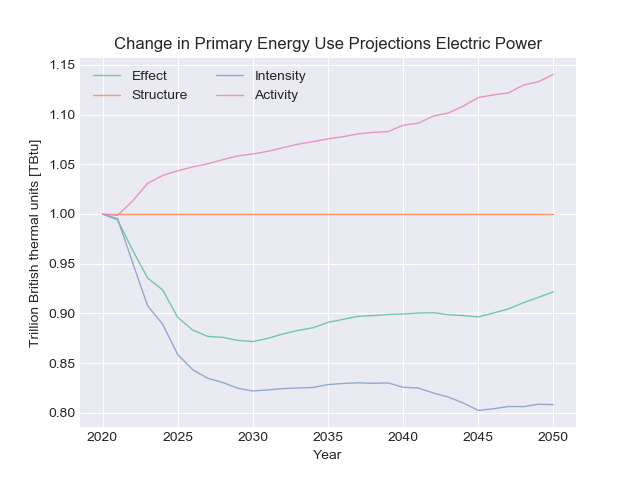 Change in Primary Energy Use Projections Electric Power
Effect
Structure
Intensity
Activity
Trillion British thermal units [TBtu]
1.15
1.10
1.05
1.00
0.95
0.90
0.85
0.80
2020 2025 2030 2035 2040 2045 2050
Year